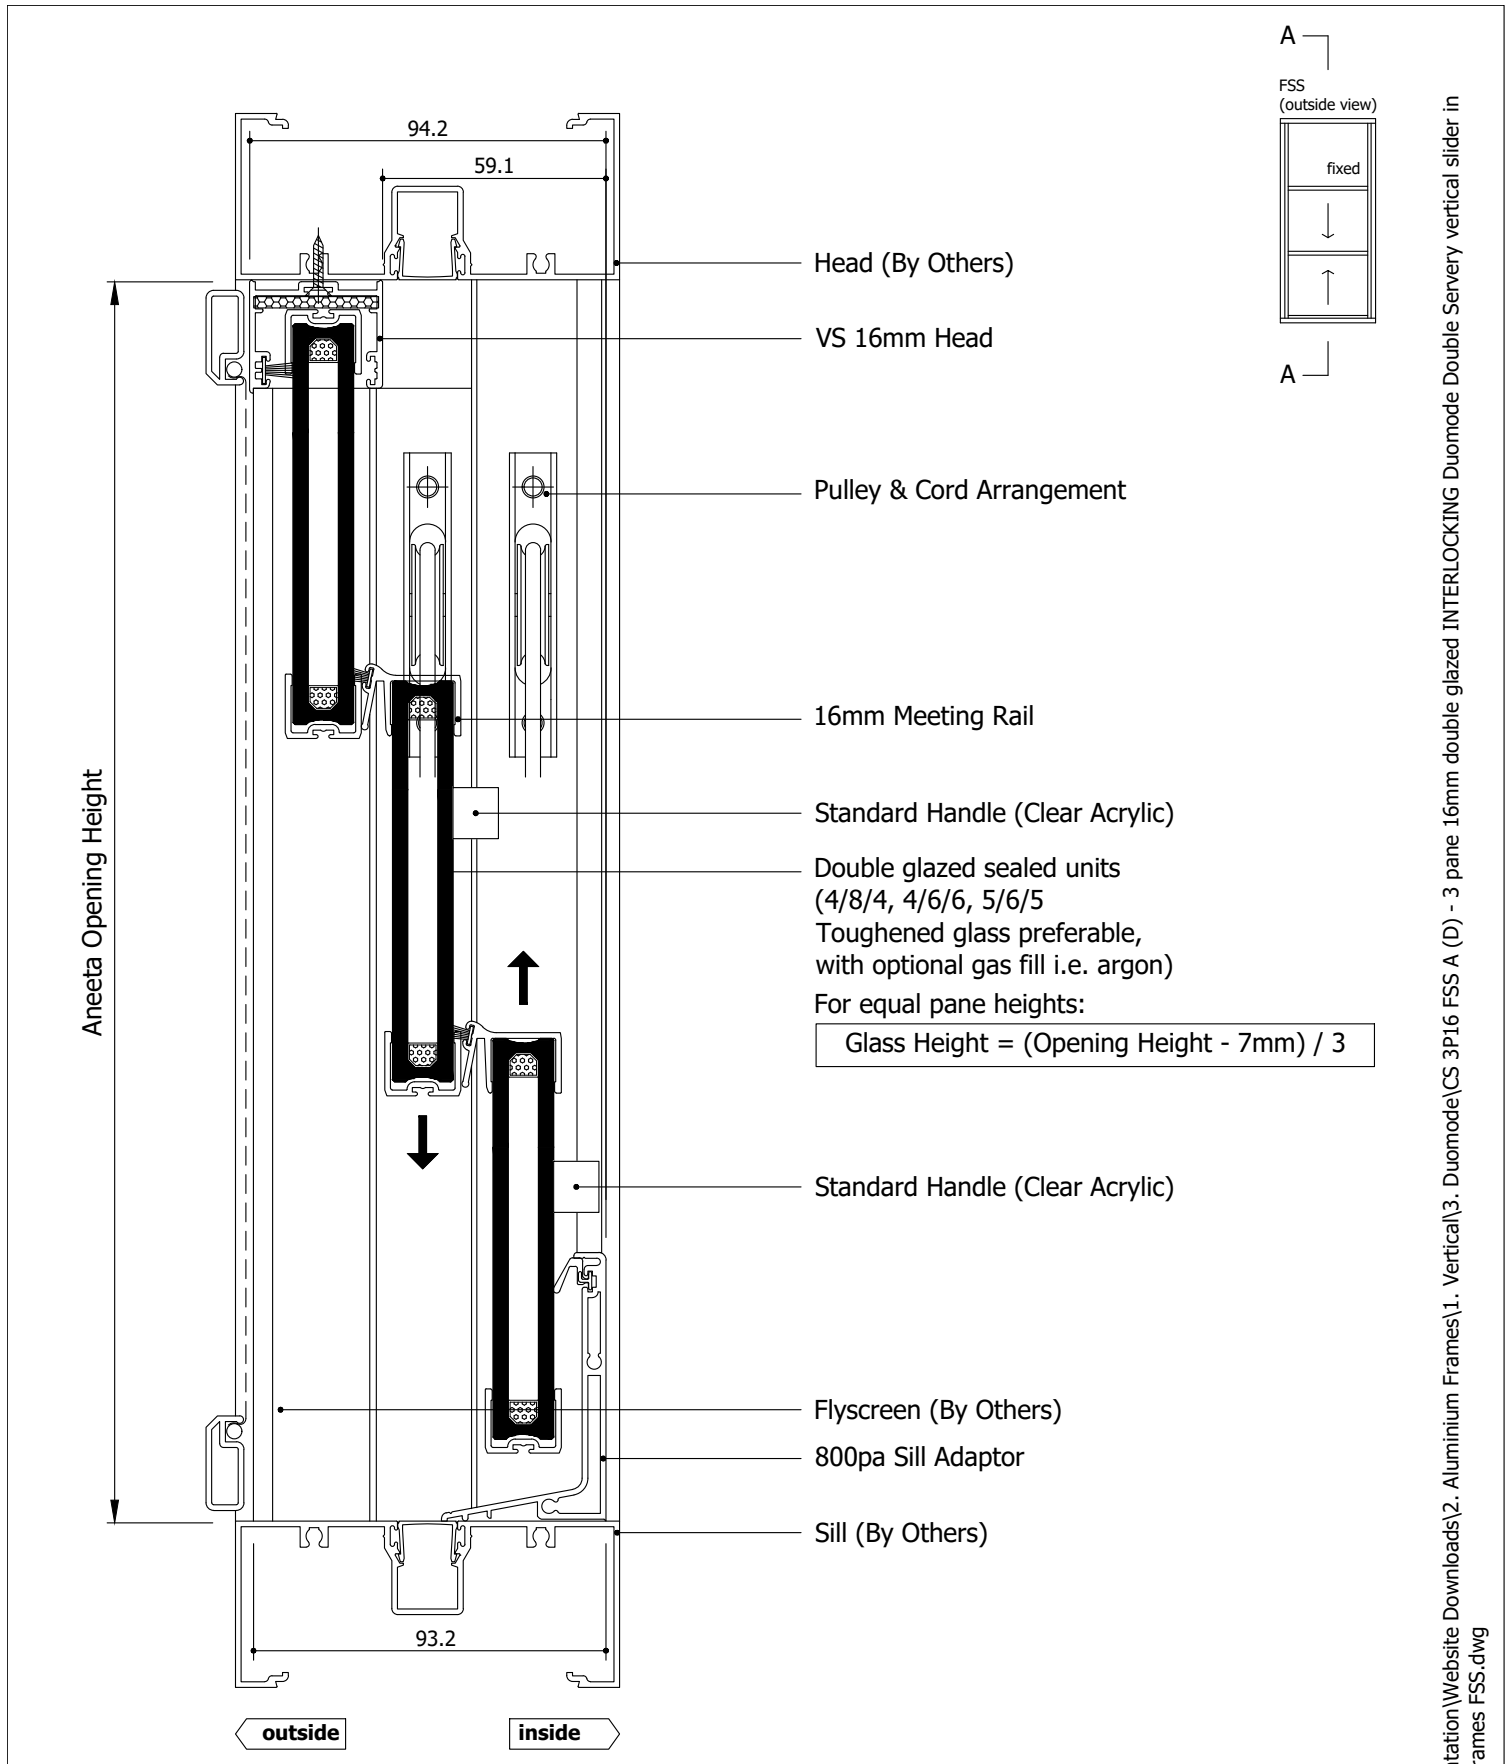 A
FSS
(outside view)
fixed
A
94.2
59.1
Head (By Others)
VS 16mm Head
Pulley & Cord Arrangement
16mm Meeting Rail
Standard Handle (Clear Acrylic)
Double glazed sealed units
(4/8/4, 4/6/6, 5/6/5
Toughened glass preferable,
with optional gas fill i.e. argon)
For equal pane heights:
Glass Height = (Opening Height - 7mm) / 3
Standard Handle (Clear Acrylic)
Flyscreen (By Others)
800pa Sill Adaptor
Sill (By Others)
Aneeta Opening Height
93.2
outside
inside
tation\Website Downloads\2. Aluminium Frames\1. Vertical\3. Duomode\CS 3P16 FSS A (D) - 3 pane 16mm double glazed INTERLOCKING Duomode Double Servery vertical slider in
rames FSS.dwg